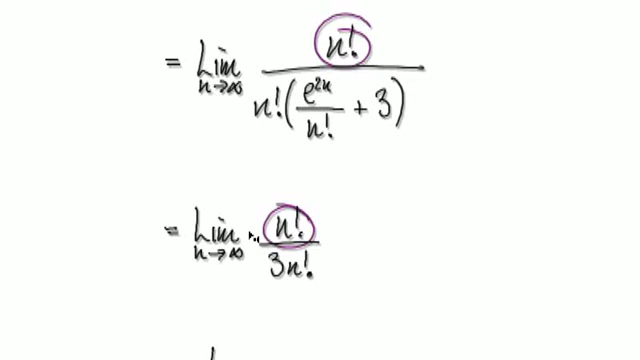 = Lim n→∞ n! / n!(e^2n / n! + 3)
= Lim n→∞ n! / 3n!